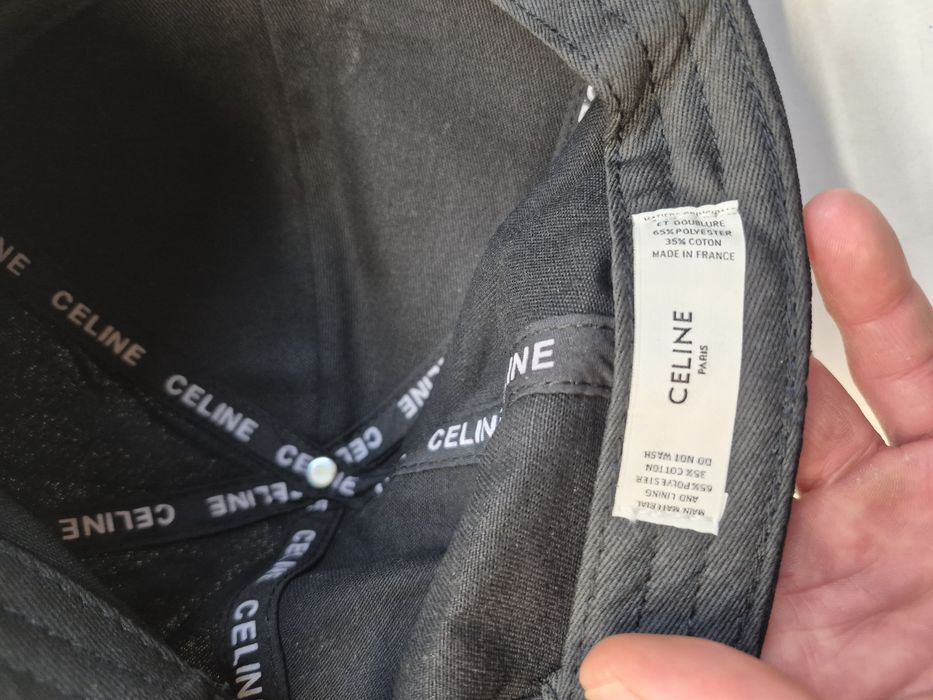 ET DOUBLURE
65% POLYESTER
35% COTON
MADE IN FRANCE
CELINE
PARIS
MAIN MATERIAL
AND LINING
65% POLYESTER
35% COTTON
DO NOT WASH
NE
CELINE
CELINE
CELINE
CELINE
CELINE
CELINE
CELINE